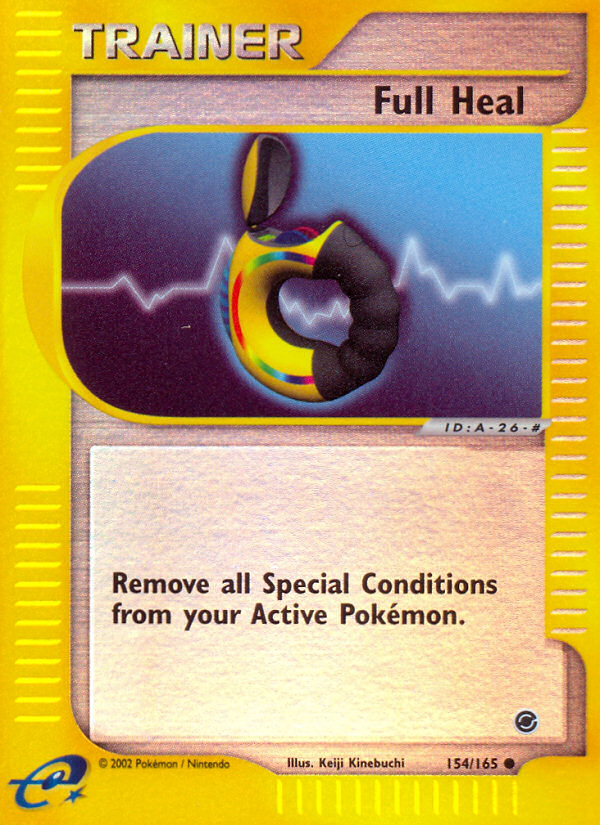 TRAINER
Full Heal
ID:A-26-#
Remove all Special Conditions
from your Active Pokémon.
© 2002 Pokémon / Nintendo
Illus. Keiji Kinebuchi
154/165 ●